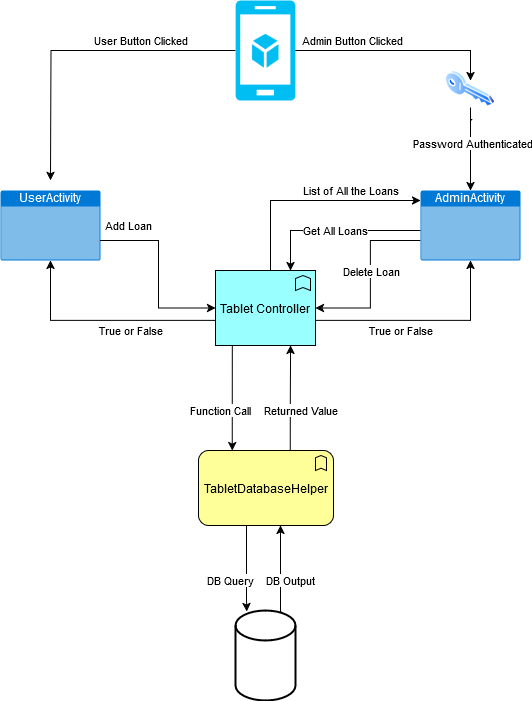 User Button Clicked
Admin Button Clicked
Password Authenticated
UserActivity
AdminActivity
List of All the Loans
Add Loan
Get All Loans
Delete Loan
Tablet Controller
True or False
True or False
Function Call
Returned Value
TabletDatabaseHelper
DB Query
DB Output